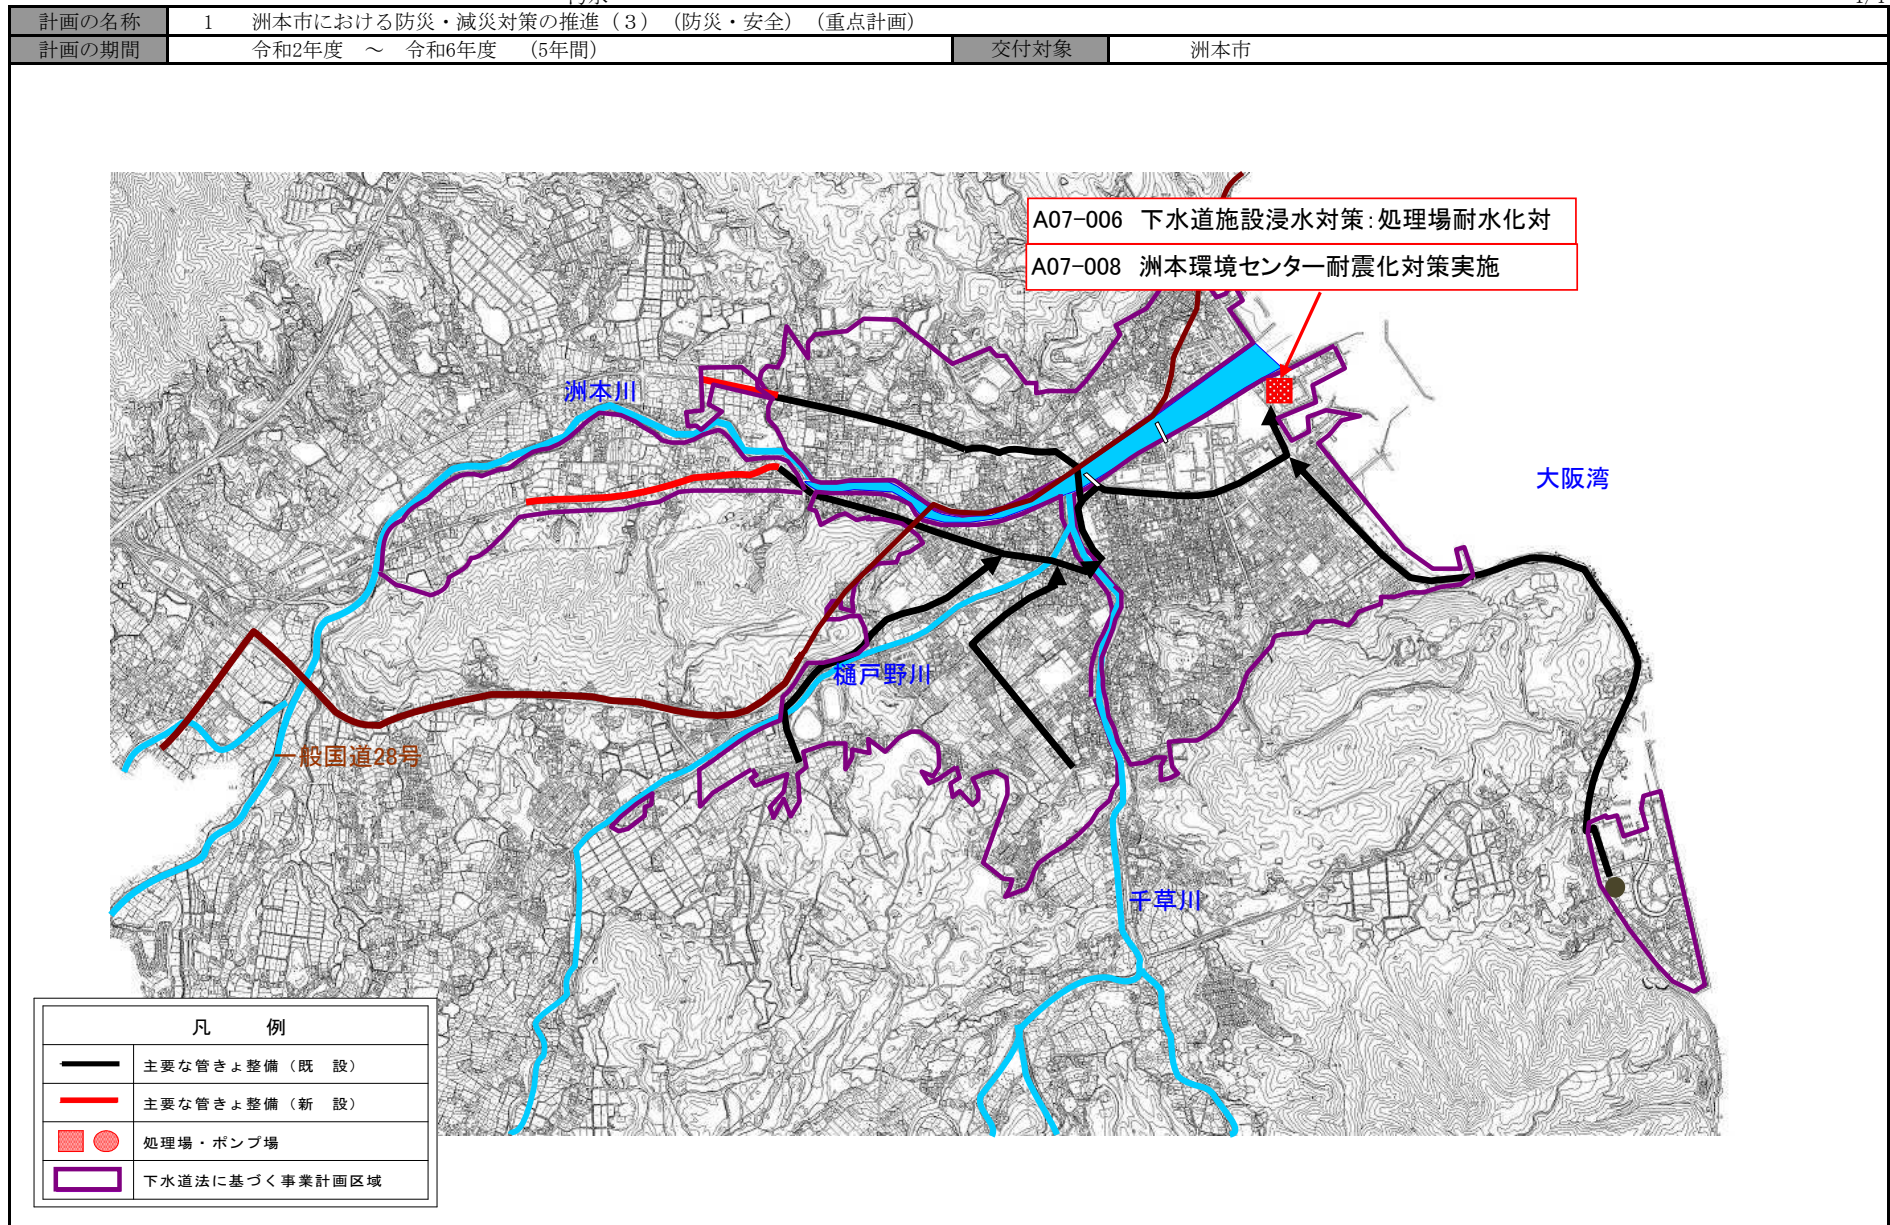 計画の名称 1 洲本市における防災・減災対策の推進（３）（防災・安全）（重点計画）
計画の期間 令和2年度 ～ 令和6年度 （5年間） 交付対象 洲本市
A07-006 下水道施設浸水対策：処理場耐水化対
A07-008 洲本環境センター耐震化対策実施
洲本川
大阪湾
樋戸野川
一般国道28号
千草川
凡 例
主要な管きょ整備（既 設）
主要な管きょ整備（新 設）
処理場・ポンプ場
下水道法に基づく事業計画区域